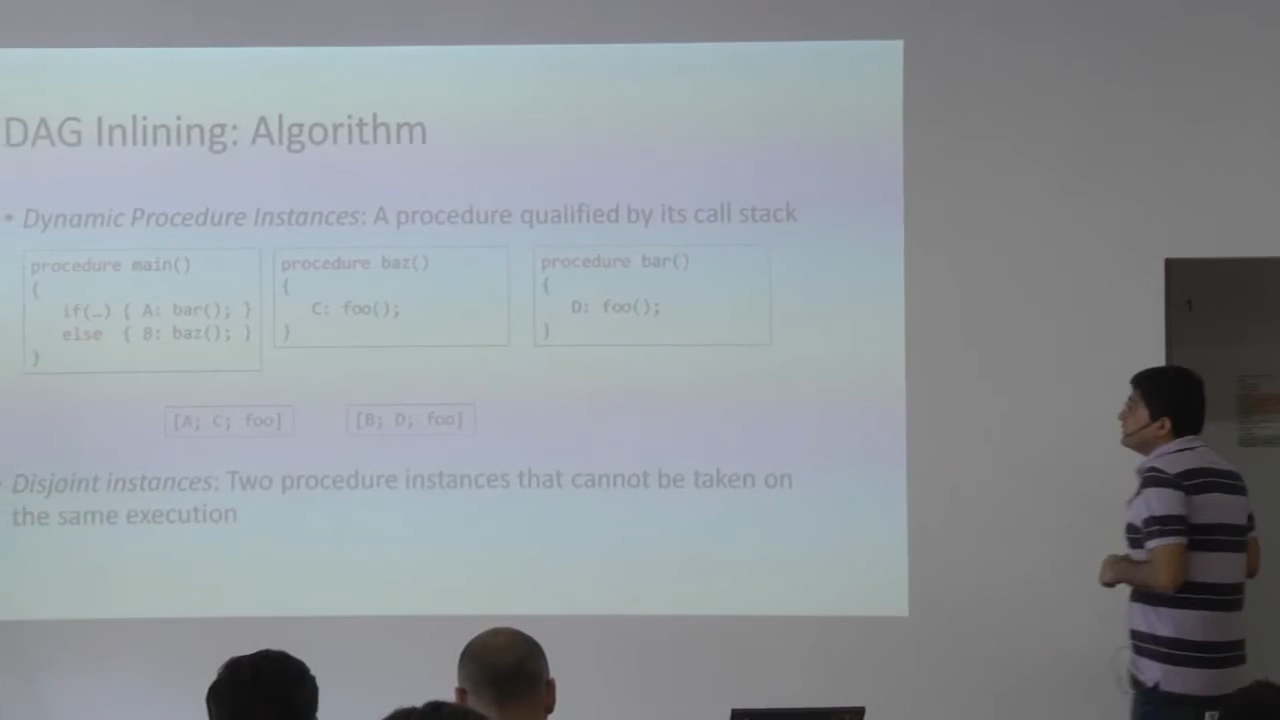 DAG Inlining: Algorithm
• Dynamic Procedure Instances: A procedure qualified by its call stack
procedure main()
{
if(…) { A: bar(); }
else { B: baz(); }
}
procedure baz()
{
C: foo();
}
procedure bar()
{
D: foo();
}
[A; C; foo]
[B; D; foo]
• Disjoint instances: Two procedure instances that cannot be taken on
the same execution
1